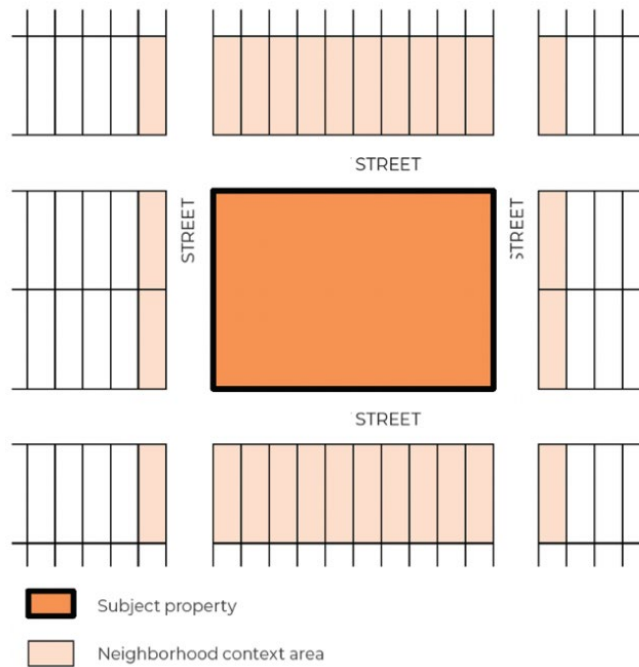 STREET
STREET
STREET
STREET
Subject property
Neighborhood context area